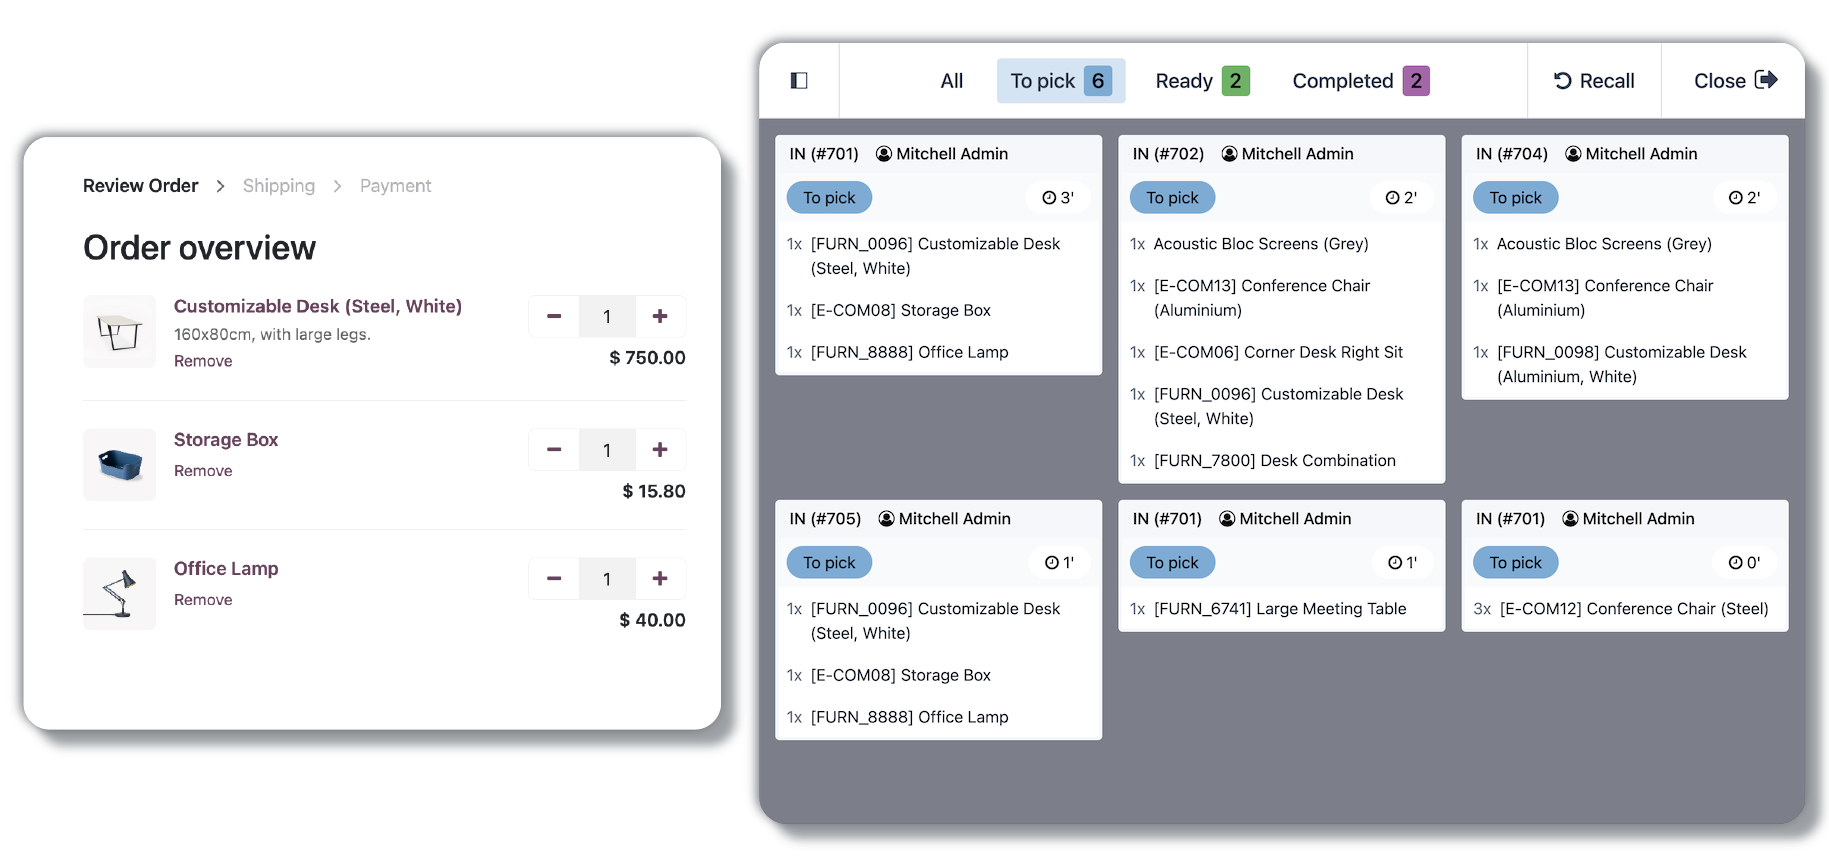 Review Order > Shipping > Payment
Order overview
Customizable Desk (Steel, White)
160x80cm, with large legs.
Remove
1
$ 750.00
Storage Box
Remove
1
$ 15.80
Office Lamp
Remove
1
$ 40.00
All To pick 6 Ready 2 Completed 2 Recall Close
IN (#701) Mitchell Admin
To pick 3'
1x [FURN_0096] Customizable Desk
(Steel, White)
1x [E-COM08] Storage Box
1x [FURN_8888] Office Lamp
IN (#702) Mitchell Admin
To pick 2'
1x Acoustic Bloc Screens (Grey)
1x [E-COM13] Conference Chair
(Aluminium)
1x [E-COM06] Corner Desk Right Sit
1x [FURN_0096] Customizable Desk
(Steel, White)
1x [FURN_7800] Desk Combination
IN (#704) Mitchell Admin
To pick 2'
1x Acoustic Bloc Screens (Grey)
1x [E-COM13] Conference Chair
(Aluminium)
1x [FURN_0098] Customizable Desk
(Aluminium, White)
IN (#705) Mitchell Admin
To pick 1'
1x [FURN_0096] Customizable Desk
(Steel, White)
1x [E-COM08] Storage Box
1x [FURN_8888] Office Lamp
IN (#701) Mitchell Admin
To pick 1'
1x [FURN_6741] Large Meeting Table
IN (#701) Mitchell Admin
To pick 0'
3x [E-COM12] Conference Chair (Steel)